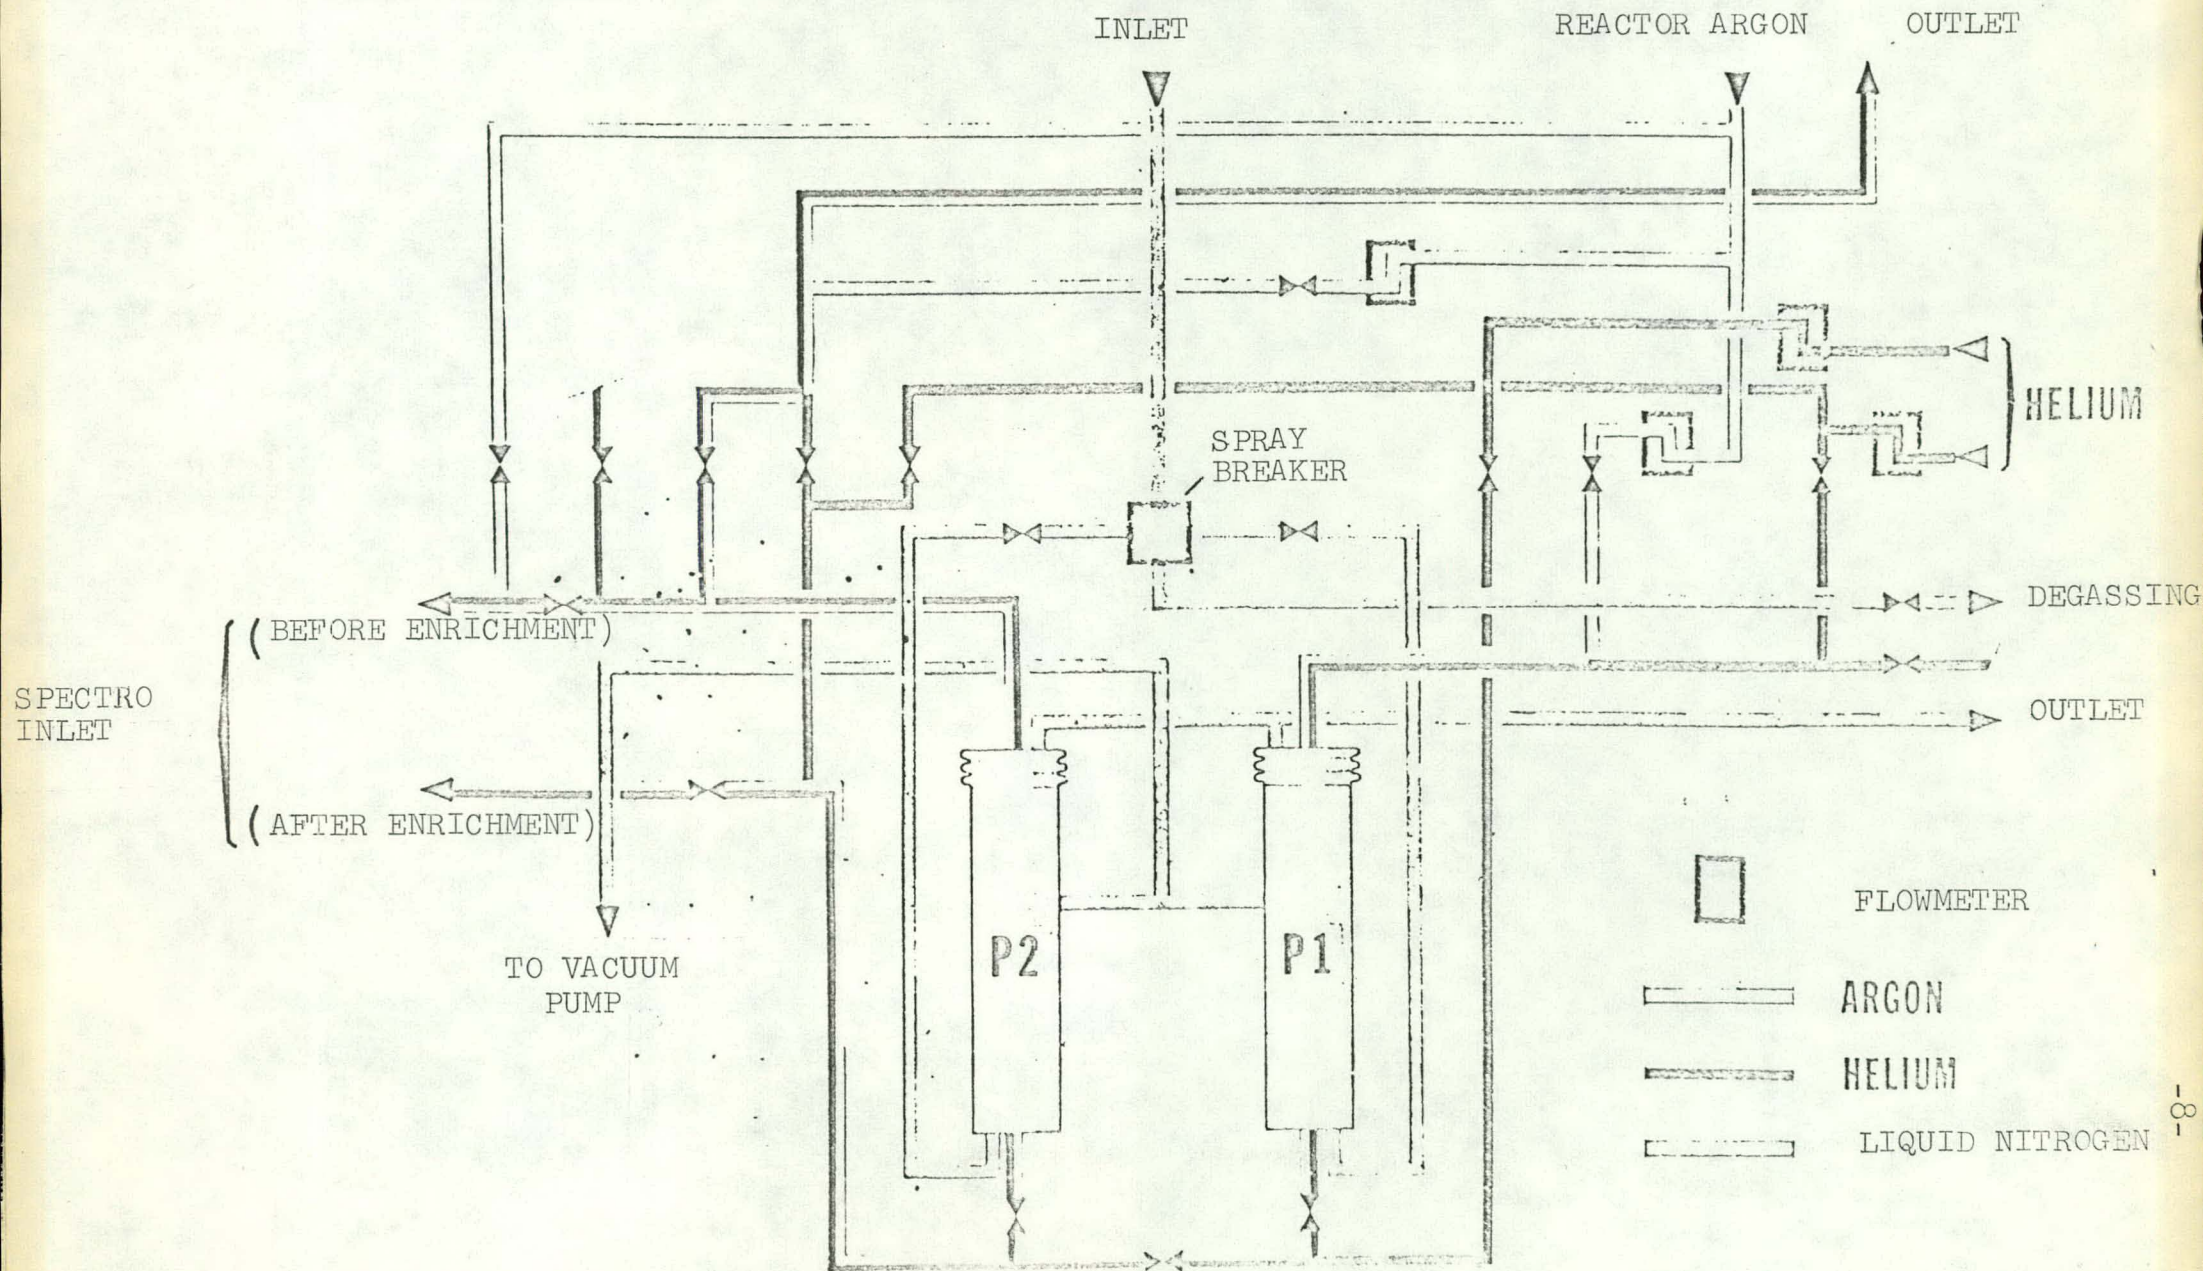 INLET
REACTOR ARGON
OUTLET
HELIUM
SPRAY
BREAKER
DEGASSING
(BEFORE ENRICHMENT)
SPECTRO
INLET
OUTLET
(AFTER ENRICHMENT)
FLOWMETER
P2
P1
TO VACUUM
PUMP
ARGON
HELIUM
-8-
LIQUID NITROGEN